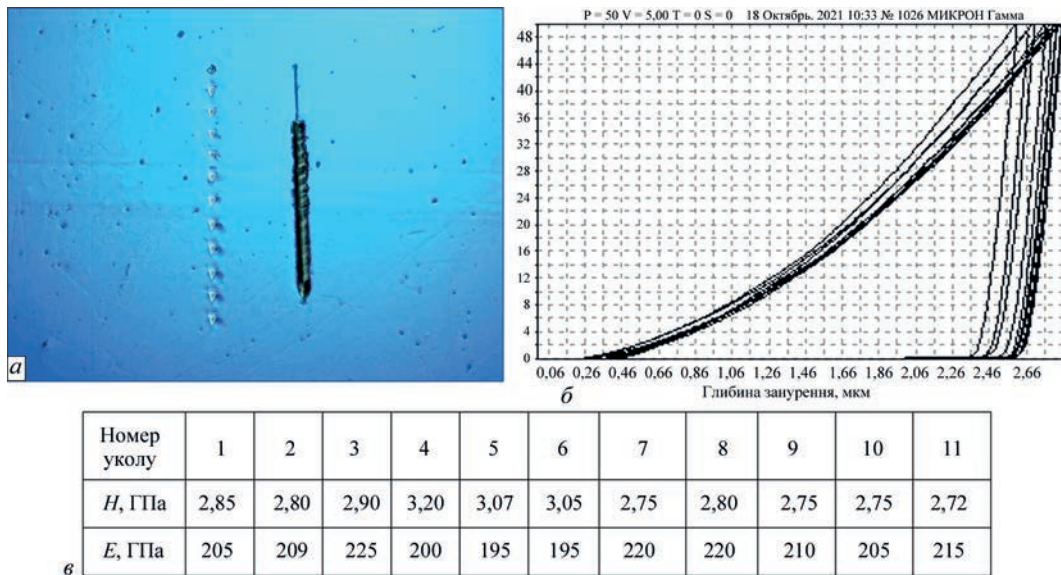 P = 50 V = 5,00 T = 0 S = 0 18 Октябрь. 2021 10:33 № 1026 МИКРОН Гамма
48
44
40
36
32
28
24
20
16
12
8
4
0
0,06 0,26 0,46 0,66 0,86 1,06 1,26 1,46 1,66 1,86 2,06 2,26 2,46 2,66
Глибина занурення, мкм
а
б
Номер уколу 1 2 3 4 5 6 7 8 9 10 11
H, ГПа 2,85 2,80 2,90 3,20 3,07 3,05 2,75 2,80 2,75 2,75 2,72
E, ГПа 205 209 225 200 195 195 220 220 210 205 215
в